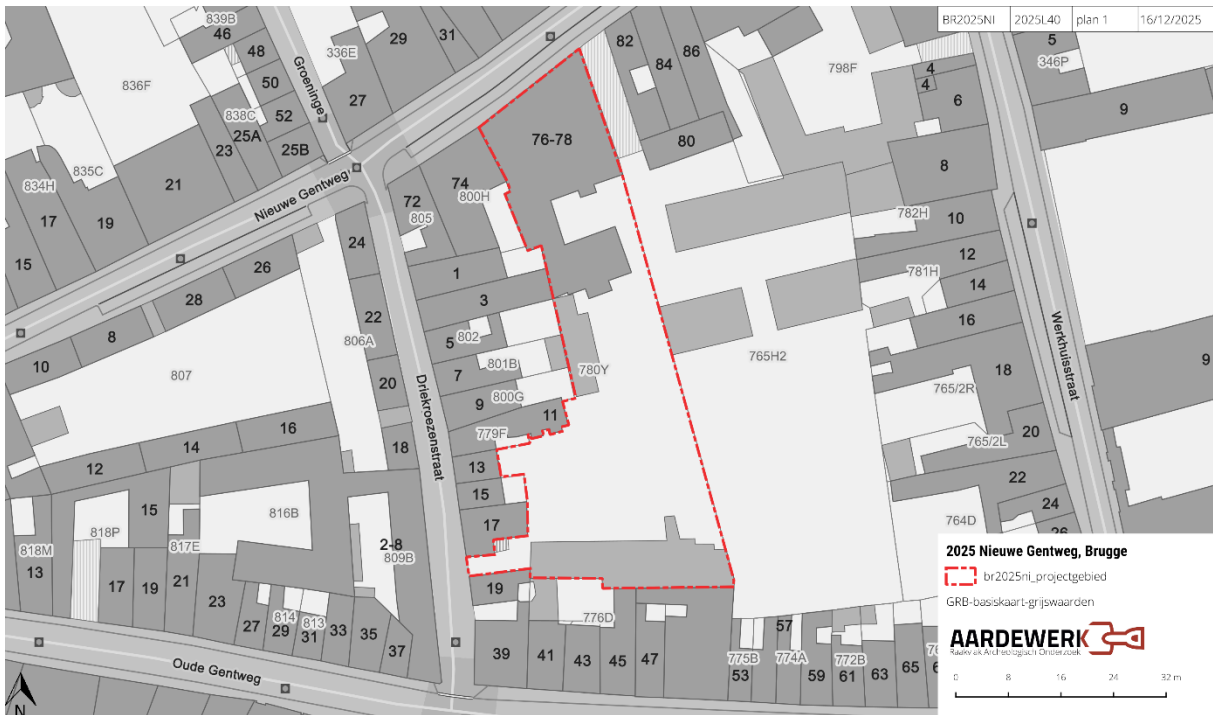 BR2025NI 2025L40 plan 1 16/12/2025
839B
46
48
50
52
838C
25A
25B
23
21
836F
835C
834H
17
19
15
336E
29
31
27
Groeninge
Nieuwe Gentweg
82
84
86
80
798F
4
4
6
5
346P
9
8
782H
10
12
781H
14
16
18
765/2R
765/2L
20
22
24
26
764D
Werkhuisstraat
9
76-78
74
800H
72
805
1
3
802
5
801B
7
800G
9
11
780Y
779F
13
15
17
19
765H2
24
22
806A
20
18
26
28
8
10
807
16
14
12
Driekroezenstraat
15
818P
816B
817E
818M
13
17
19
21
23
2-8
809B
27
814
29
813
31
33
35
37
Oude Gentweg
39
41
776D
43
45
47
775B
53
57
774A
59
772B
61
63
65
N
2025 Nieuwe Gentweg, Brugge
br2025ni_projectgebied
GRB-basiskaart-grijswaarden
AARDEWERK
Raakvlak Archeologisch Onderzoek
0 8 16 24 32 m